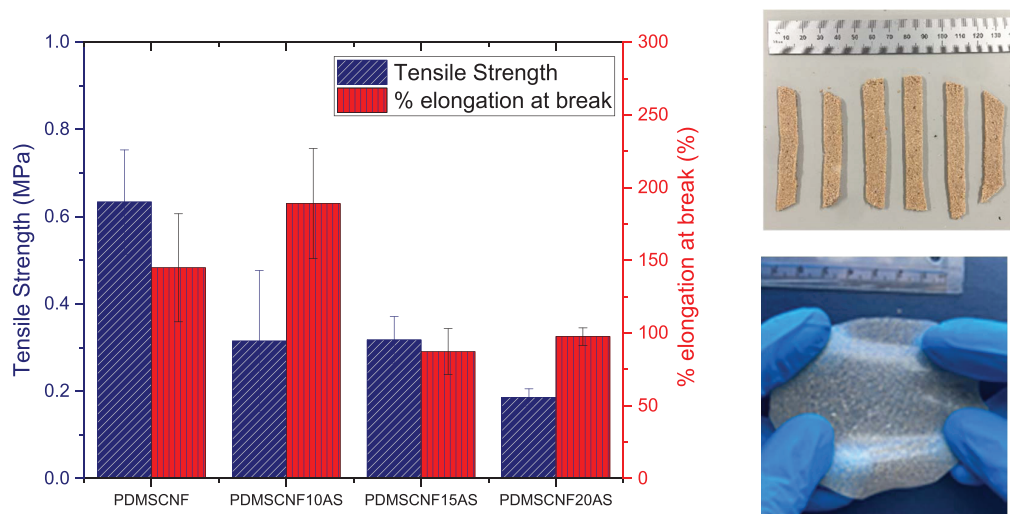 Tensile Strength
% elongation at break
1.0
0.8
0.6
0.4
0.2
0.0
Tensile Strength (MPa)
300
250
200
150
100
50
0
% elongation at break (%)
PDMSCNF
PDMSCNF10AS
PDMSCNF15AS
PDMSCNF20AS
10 20 30 40 50 60 70 80 90 100 110 120 130